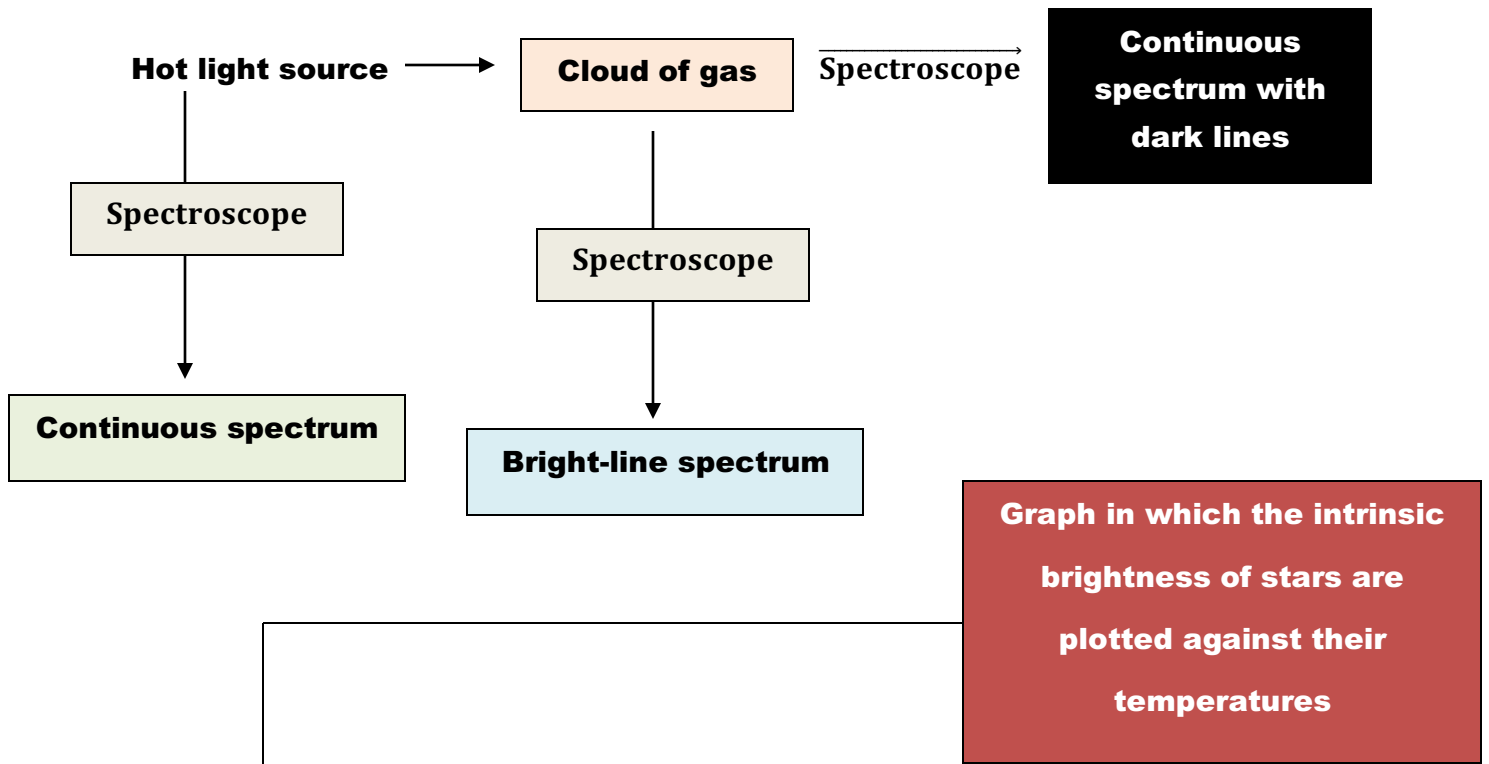 Hot light source
Cloud of gas
Spectroscope
Continuous
spectrum with
dark lines
Spectroscope
Spectroscope
Continuous spectrum
Bright-line spectrum
Graph in which the intrinsic
brightness of stars are
plotted against their
temperatures